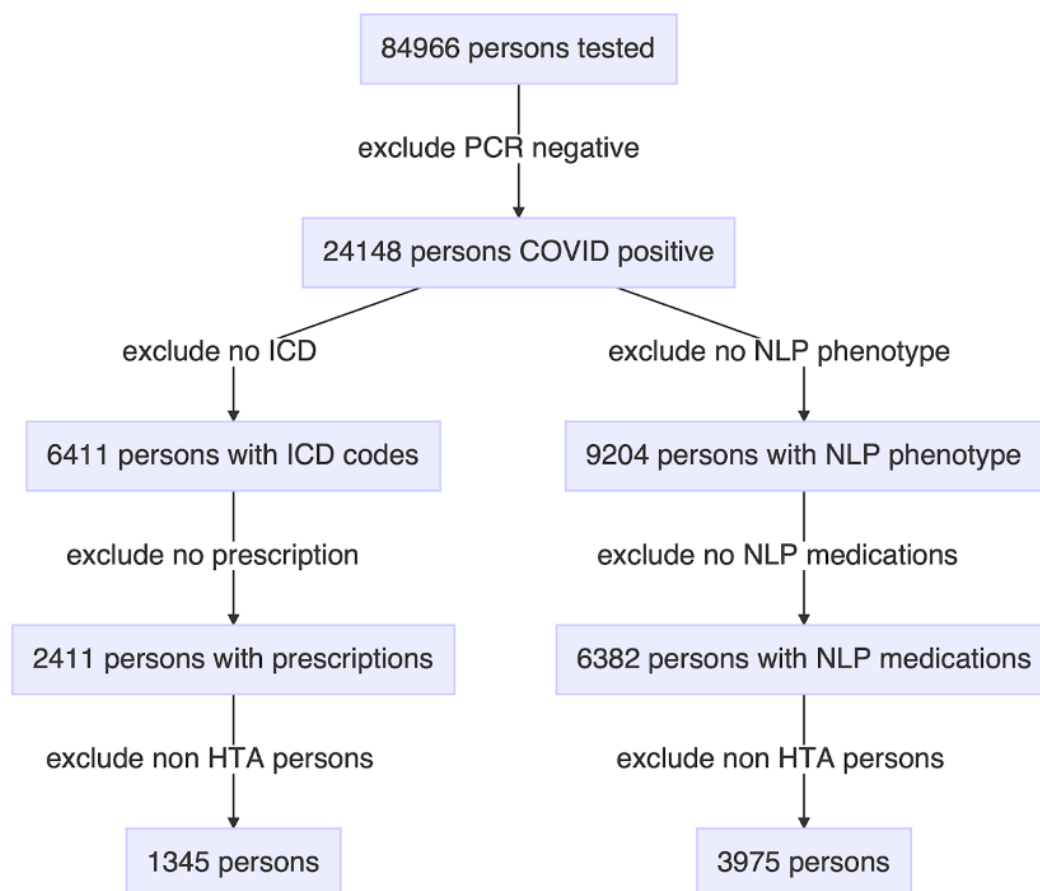 84966 persons tested
exclude PCR negative
24148 persons COVID positive
exclude no ICD
exclude no NLP phenotype
6411 persons with ICD codes
9204 persons with NLP phenotype
exclude no prescription
exclude no NLP medications
2411 persons with prescriptions
6382 persons with NLP medications
exclude non HTA persons
exclude non HTA persons
1345 persons
3975 persons